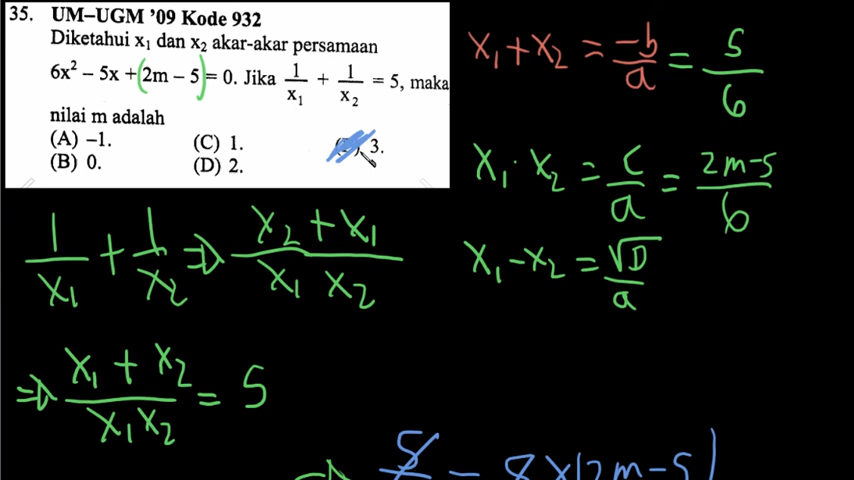 35. UM–UGM ’09 Kode 932
Diketahui x₁ dan x₂ akar-akar persamaan
6x² – 5x + (2m – 5) = 0. Jika 1/x₁ + 1/x₂ = 5, maka
nilai m adalah
(A) –1. (C) 1. 3.
(B) 0. (D) 2.
x₁ + x₂ = -b/a = 5/6
x₁ · x₂ = c/a = 2m-5/6
x₁ - x₂ = √D/a
1/x₁ + 1/x₂ ⇒ x₂ + x₁/x₁ x₂
⇒ x₁ + x₂/x₁x₂ = 5